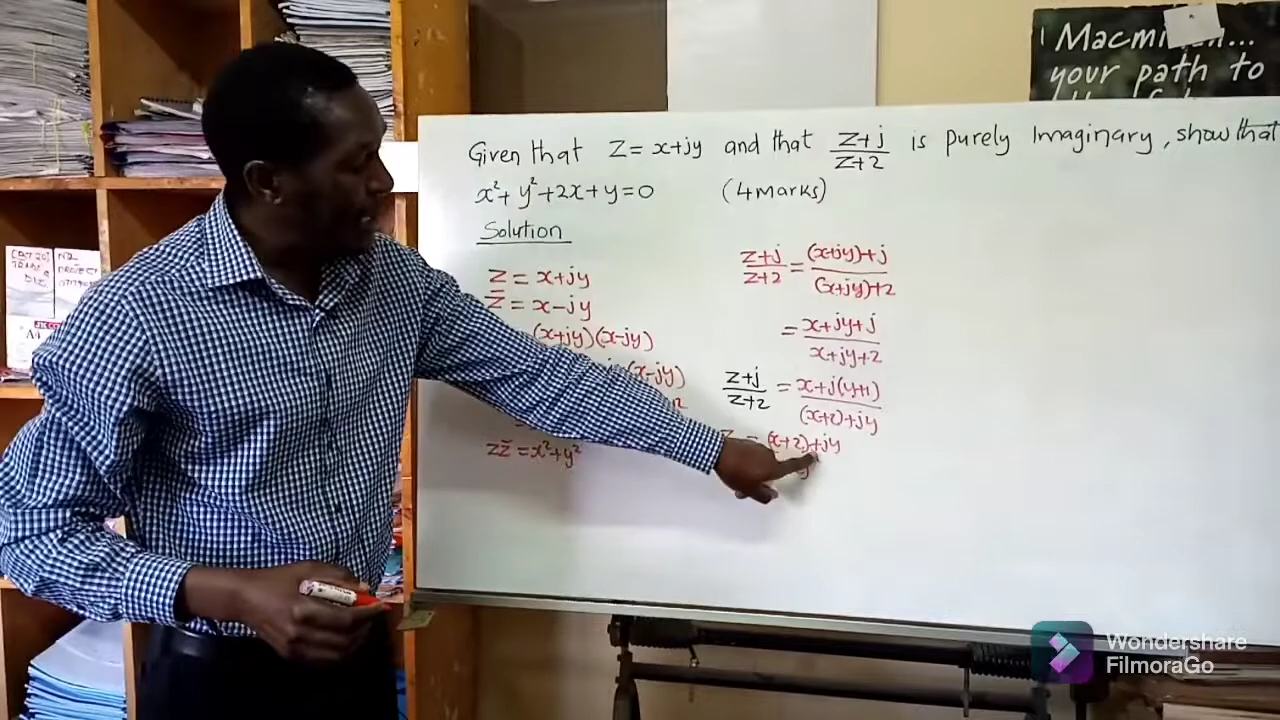 Given that Z = x+jy and that (Z+j)/(Z+2) is purely Imaginary, show that
x²+y²+2x+y=0 (4 marks)
Solution
Z = x+jy
Z̄ = x-jy
(x+jy)(x-jy)
(x-jy)
ZZ̄ = x²+y²
(Z+j)/(Z+2) = ((x+jy)+j)/((x+jy)+2)
= (x+jy+j)/(x+jy+2)
(Z+j)/(Z+2) = (x+j(y+1))/((x+2)+jy)
= (x+2)+jy
Macmi
your path to
PROJECT
Wondershare
FilmoraGo